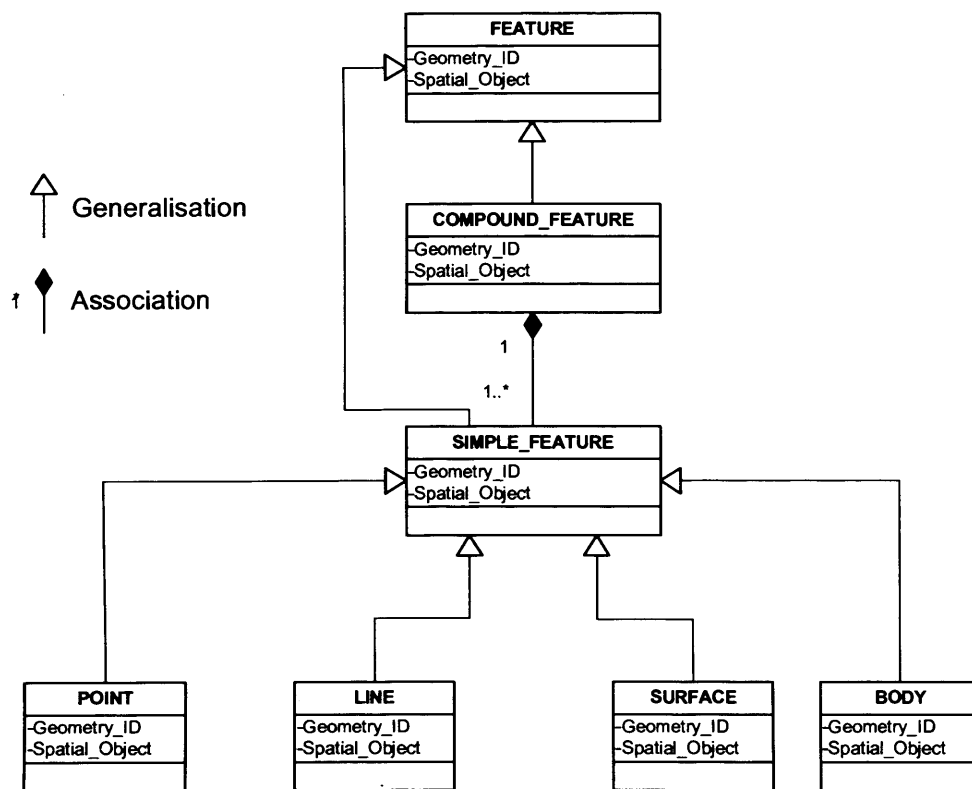 FEATURE
-Geometry_ID
-Spatial_Object
Generalisation
COMPOUND_FEATURE
-Geometry_ID
-Spatial_Object
Association
1
1..*
SIMPLE_FEATURE
-Geometry_ID
-Spatial_Object
POINT
-Geometry_ID
-Spatial_Object
LINE
-Geometry_ID
-Spatial_Object
SURFACE
-Geometry_ID
-Spatial_Object
BODY
-Geometry_ID
-Spatial_Object